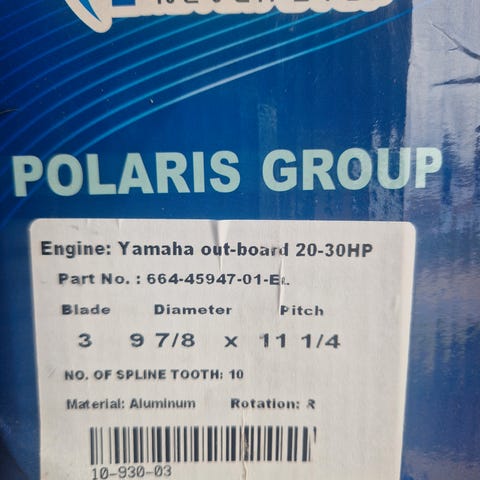 POLARIS GROUP
Engine: Yamaha out-board 20-30HP
Part No. : 664-45947-01-EL
Blade Diameter Pitch
3 9 7/8 x 11 1/4
NO. OF SPLINE TOOTH: 10
Material: Aluminum Rotation: R
10-930-03